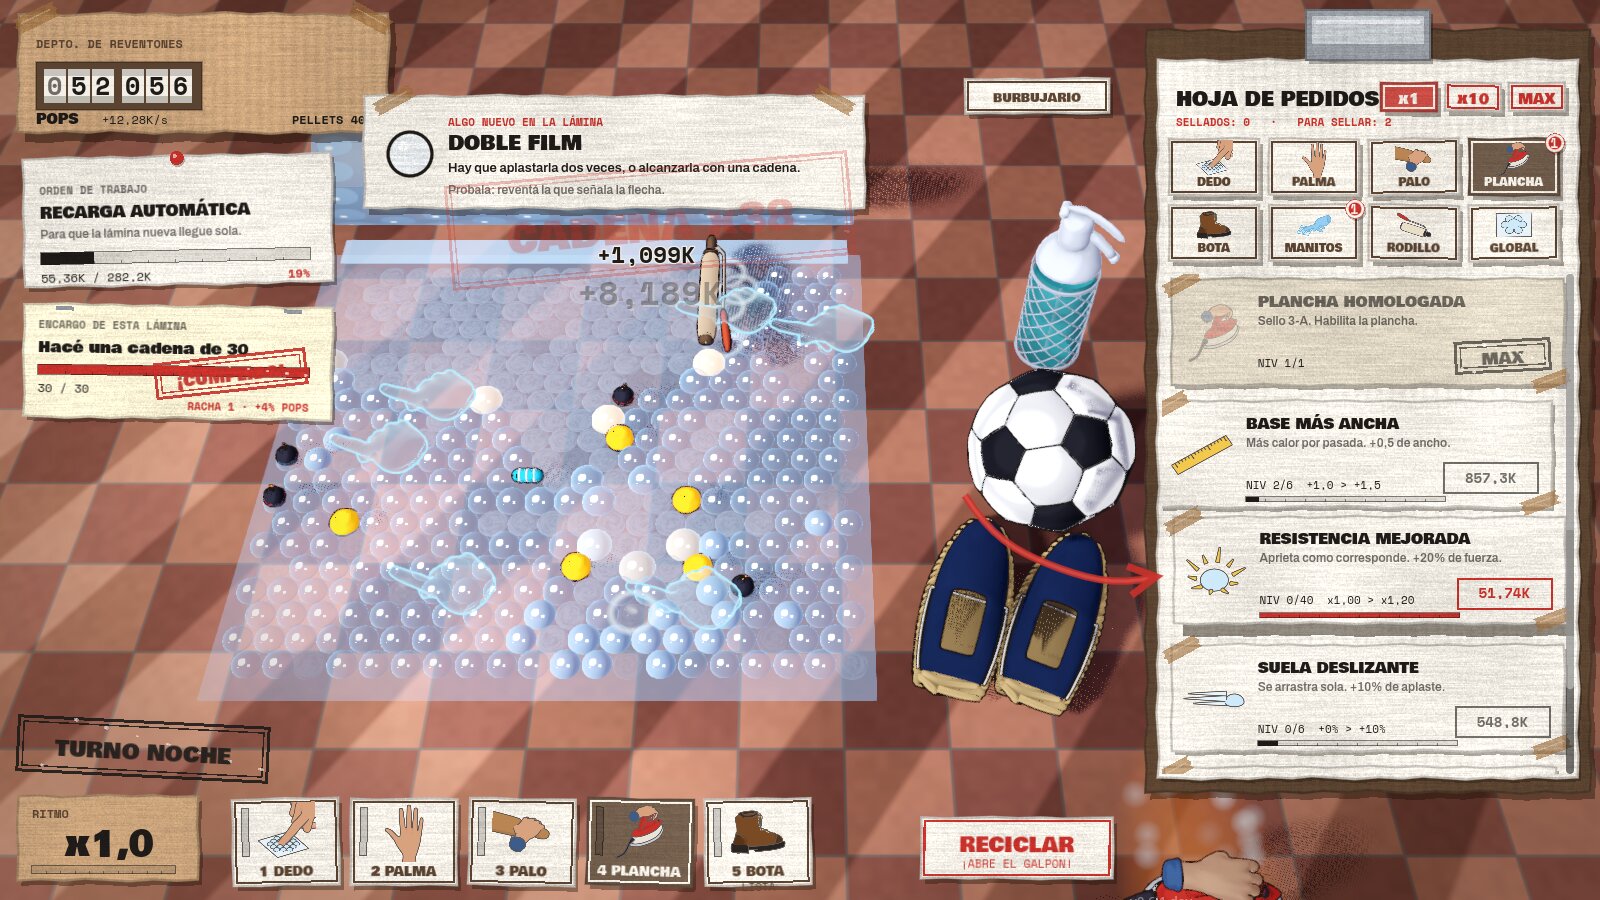 DEPTO. DE REVENTONES
052 056
POPS +12,28K/s PELLETS 40
ORDEN DE TRABAJO
RECARGA AUTOMÁTICA
Para que la lámina nueva llegue sola.
55,36K / 282.2K 19%
ENCARGO DE ESTA LÁMINA
Hacé una cadena de 30
30 / 30
RACHA 1 · +4% POPS
ALGO NUEVO EN LA LÁMINA
DOBLE FILM
Hay que aplastarla dos veces, o alcanzarla con una cadena.
Probala: reventá la que señala la flecha.
CADENA x38
+1,099K
+8,189K
BURBUJARIO
HOJA DE PEDIDOS x1 x10 MAX
SELLADOS: 0 · PARA SELLAR: 2
DEDO
PALMA
PALO
PLANCHA
1
BOTA
MANITOS
1
RODILLO
GLOBAL
PLANCHA HOMOLOGADA
Sello 3-A. Habilita la plancha.
NIV 1/1
MAX
BASE MÁS ANCHA
Más calor por pasada. +0,5 de ancho.
NIV 2/6 +1,0 > +1,5
857,3K
RESISTENCIA MEJORADA
Aprieta como corresponde. +20% de fuerza.
NIV 0/40 x1,00 > x1,20
51,74K
SUELA DESLIZANTE
Se arrastra sola. +10% de aplaste.
NIV 0/6 +0% > +10%
548,8K
TURNO NOCHE
RITMO
x1,0
1 DEDO
2 PALMA
3 PALO
4 PLANCHA
5 BOTA
RECICLAR
¡ABRE EL GALPON!